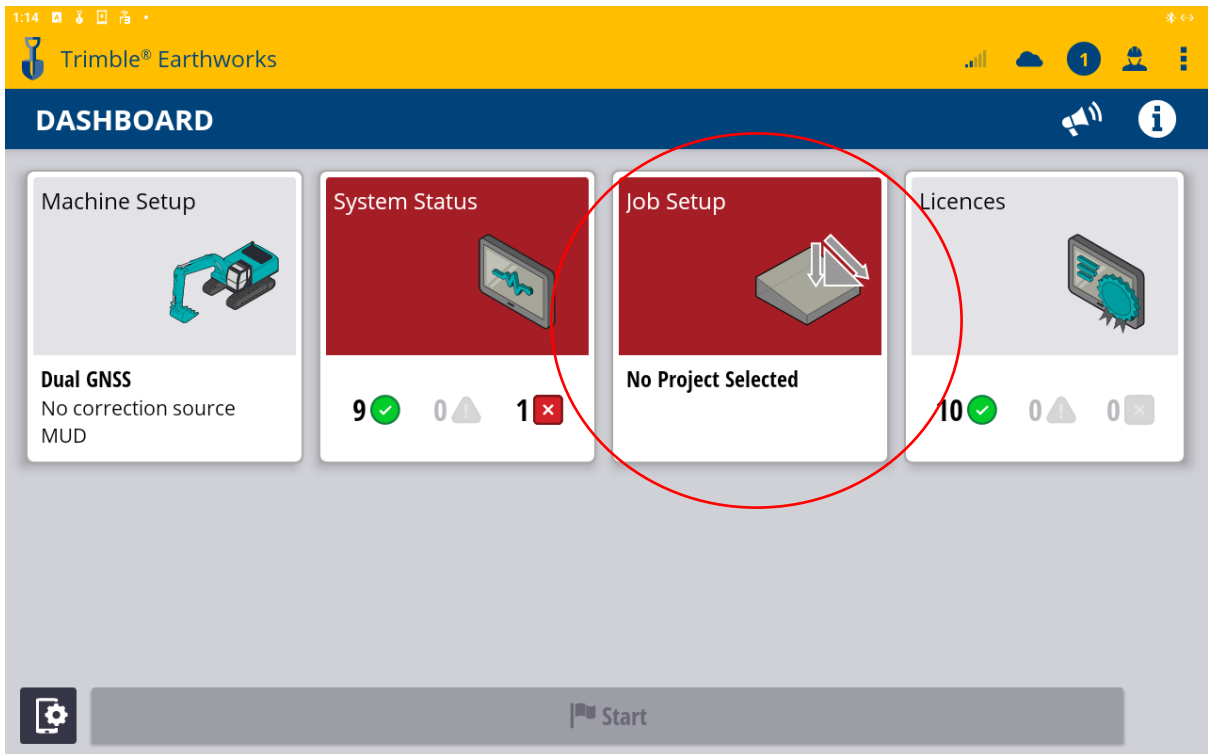 1:14
Trimble® Earthworks
1
DASHBOARD
Machine Setup
Dual GNSS
No correction source
MUD
System Status
9 0 1
Job Setup
No Project Selected
Licences
10 0 0
Start